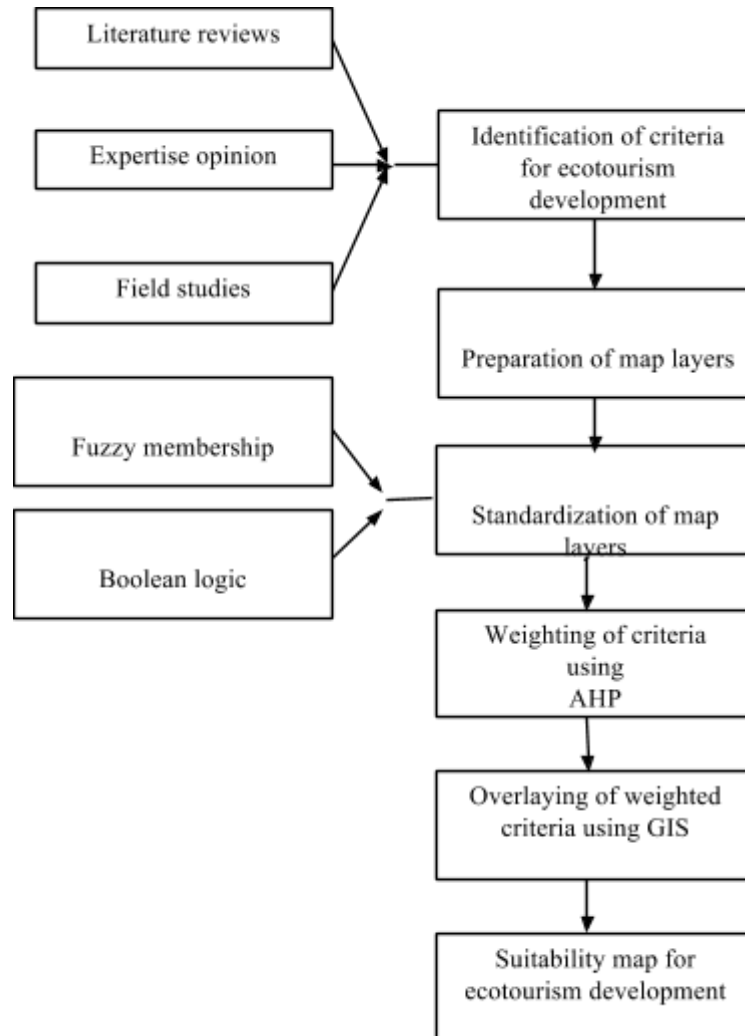 Literature reviews
Expertise opinion
Field studies
Identification of criteria
for ecotourism
development
Preparation of map layers
Fuzzy membership
Boolean logic
Standardization of map
layers
Weighting of criteria
using
AHP
Overlaying of weighted
criteria using GIS
Suitability map for
ecotourism development